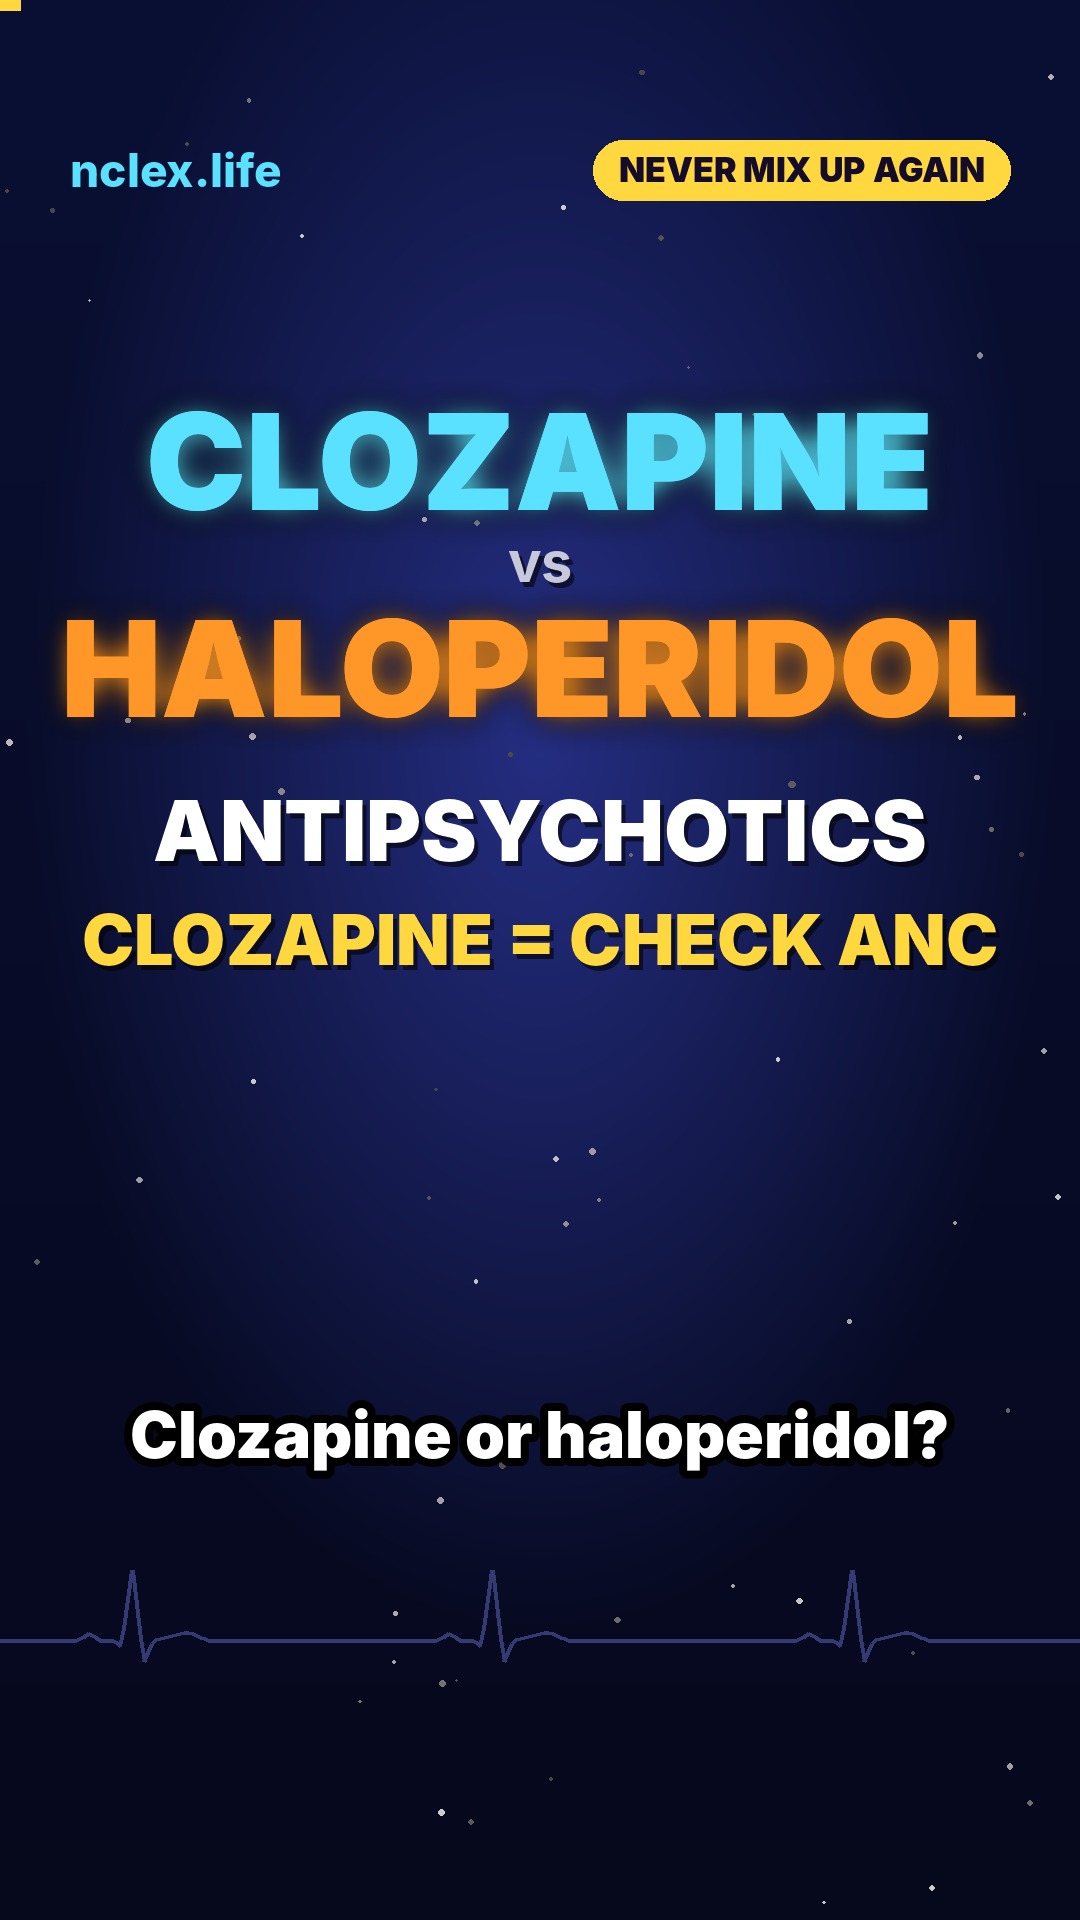 nclex.life
NEVER MIX UP AGAIN
CLOZAPINE
vs
HALOPERIDOL
ANTIPSYCHOTICS
CLOZAPINE = CHECK ANC
Clozapine or haloperidol?